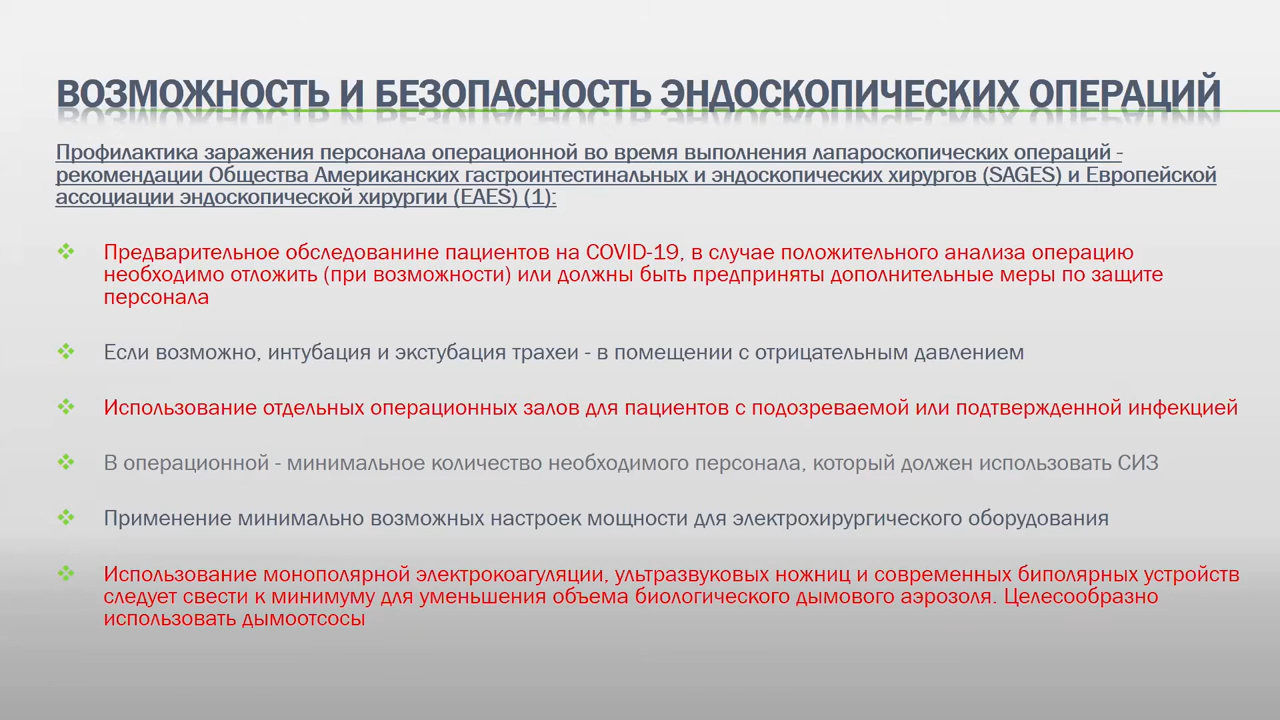 ВОЗМОЖНОСТЬ И БЕЗОПАСНОСТЬ ЭНДОСКОПИЧЕСКИХ ОПЕРАЦИЙ
Профилактика заражения персонала операционной во время выполнения лапароскопических операций -
рекомендации Общества Американских гастроинтестинальных и эндоскопических хирургов (SAGES) и Европейской
ассоциации эндоскопической хирургии (EAES) (1):
Предварительное обследованине пациентов на COVID-19, в случае положительного анализа операцию
необходимо отложить (при возможности) или должны быть предприняты дополнительные меры по защите
персонала
Если возможно, интубация и экстубация трахеи - в помещении с отрицательным давлением
Использование отдельных операционных залов для пациентов с подозреваемой или подтвержденной инфекцией
В операционной - минимальное количество необходимого персонала, который должен использовать СИЗ
Применение минимально возможных настроек мощности для электрохирургического оборудования
Использование монополярной электрокоагуляции, ультразвуковых ножниц и современных биполярных устройств
следует свести к минимуму для уменьшения объема биологического дымового аэрозоля. Целесообразно
использовать дымоотсосы